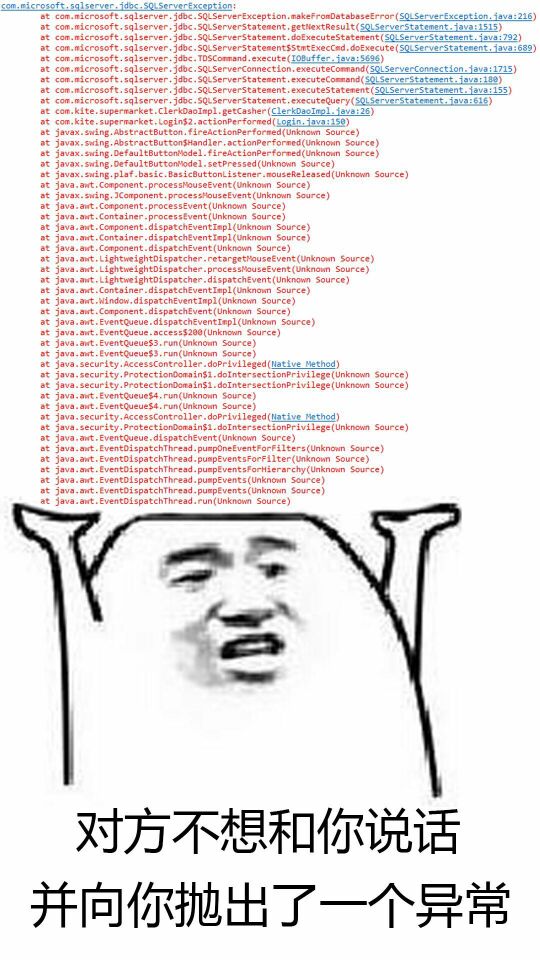 com.microsoft.sqlserver.jdbc.SQLServerException:
at com.microsoft.sqlserver.jdbc.SQLServerException.makeFromDatabaseError(SQLServerException.java:216)
at com.microsoft.sqlserver.jdbc.SQLServerStatement.getNextResult(SQLServerStatement.java:1515)
at com.microsoft.sqlserver.jdbc.SQLServerStatement.doExecuteStatement(SQLServerStatement.java:792)
at com.microsoft.sqlserver.jdbc.SQLServerStatement$StmtExecCmd.doExecute(SQLServerStatement.java:689)
at com.microsoft.sqlserver.jdbc.TDSCommand.execute(IOBuffer.java:5696)
at com.microsoft.sqlserver.jdbc.SQLServerConnection.executeCommand(SQLServerConnection.java:1715)
at com.microsoft.sqlserver.jdbc.SQLServerStatement.executeCommand(SQLServerStatement.java:180)
at com.microsoft.sqlserver.jdbc.SQLServerStatement.executeStatement(SQLServerStatement.java:155)
at com.microsoft.sqlserver.jdbc.SQLServerStatement.executeQuery(SQLServerStatement.java:616)
at com.kite.supermarket.ClerkDaoImpl.getCasher(ClerkDaoImpl.java:26)
at com.kite.supermarket.Login$2.actionPerformed(Login.java:150)
at javax.swing.AbstractButton.fireActionPerformed(Unknown Source)
at javax.swing.AbstractButton$Handler.actionPerformed(Unknown Source)
at javax.swing.DefaultButtonModel.fireActionPerformed(Unknown Source)
at javax.swing.DefaultButtonModel.setPressed(Unknown Source)
at javax.swing.plaf.basic.BasicButtonListener.mouseReleased(Unknown Source)
at java.awt.Component.processMouseEvent(Unknown Source)
at javax.swing.JComponent.processMouseEvent(Unknown Source)
at java.awt.Component.processEvent(Unknown Source)
at java.awt.Container.processEvent(Unknown Source)
at java.awt.Component.dispatchEventImpl(Unknown Source)
at java.awt.Container.dispatchEventImpl(Unknown Source)
at java.awt.Component.dispatchEvent(Unknown Source)
at java.awt.LightweightDispatcher.retargetMouseEvent(Unknown Source)
at java.awt.LightweightDispatcher.processMouseEvent(Unknown Source)
at java.awt.LightweightDispatcher.dispatchEvent(Unknown Source)
at java.awt.Container.dispatchEventImpl(Unknown Source)
at java.awt.Window.dispatchEventImpl(Unknown Source)
at java.awt.Component.dispatchEvent(Unknown Source)
at java.awt.EventQueue.dispatchEventImpl(Unknown Source)
at java.awt.EventQueue.access$200(Unknown Source)
at java.awt.EventQueue$3.run(Unknown Source)
at java.awt.EventQueue$3.run(Unknown Source)
at java.security.AccessController.doPrivileged(Native Method)
at java.security.ProtectionDomain$1.doIntersectionPrivilege(Unknown Source)
at java.security.ProtectionDomain$1.doIntersectionPrivilege(Unknown Source)
at java.awt.EventQueue$4.run(Unknown Source)
at java.awt.EventQueue$4.run(Unknown Source)
at java.security.AccessController.doPrivileged(Native Method)
at java.security.ProtectionDomain$1.doIntersectionPrivilege(Unknown Source)
at java.awt.EventQueue.dispatchEvent(Unknown Source)
at java.awt.EventDispatchThread.pumpOneEventForFilters(Unknown Source)
at java.awt.EventDispatchThread.pumpEventsForFilter(Unknown Source)
at java.awt.EventDispatchThread.pumpEventsForHierarchy(Unknown Source)
at java.awt.EventDispatchThread.pumpEvents(Unknown Source)
at java.awt.EventDispatchThread.pumpEvents(Unknown Source)
at java.awt.EventDispatchThread.run(Unknown Source)
对方不想和你说话
并向你抛出了一个异常